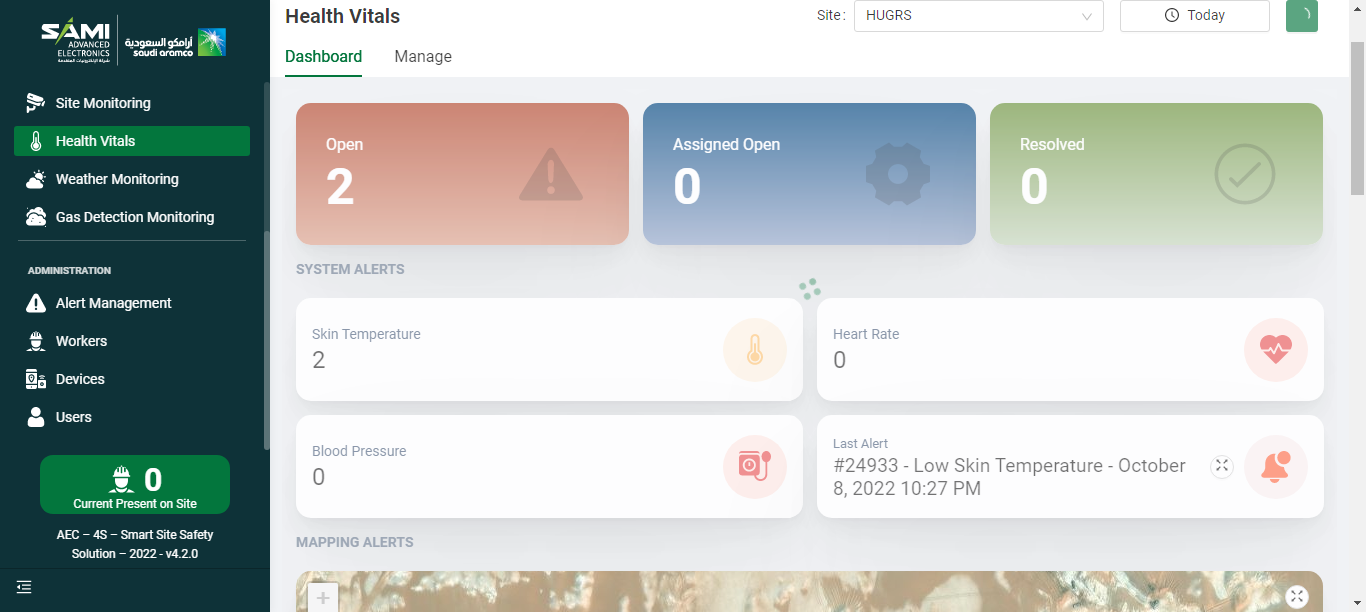 SAMI
ADVANCED
ELECTRONICS
شركة الإلكترونيات المتقدمة
أرامكو السعودية
saudi aramco
Site Monitoring
Health Vitals
Weather Monitoring
Gas Detection Monitoring
ADMINISTRATION
Alert Management
Workers
Devices
Users
0
Current Present on Site
AEC – 4S – Smart Site Safety
Solution – 2022 - v4.2.0
Health Vitals
Site :
HUGRS
Today
Dashboard
Manage
Open
2
Assigned Open
0
Resolved
0
SYSTEM ALERTS
Skin Temperature
2
Heart Rate
0
Blood Pressure
0
Last Alert
#24933 - Low Skin Temperature - October
8, 2022 10:27 PM
MAPPING ALERTS
+